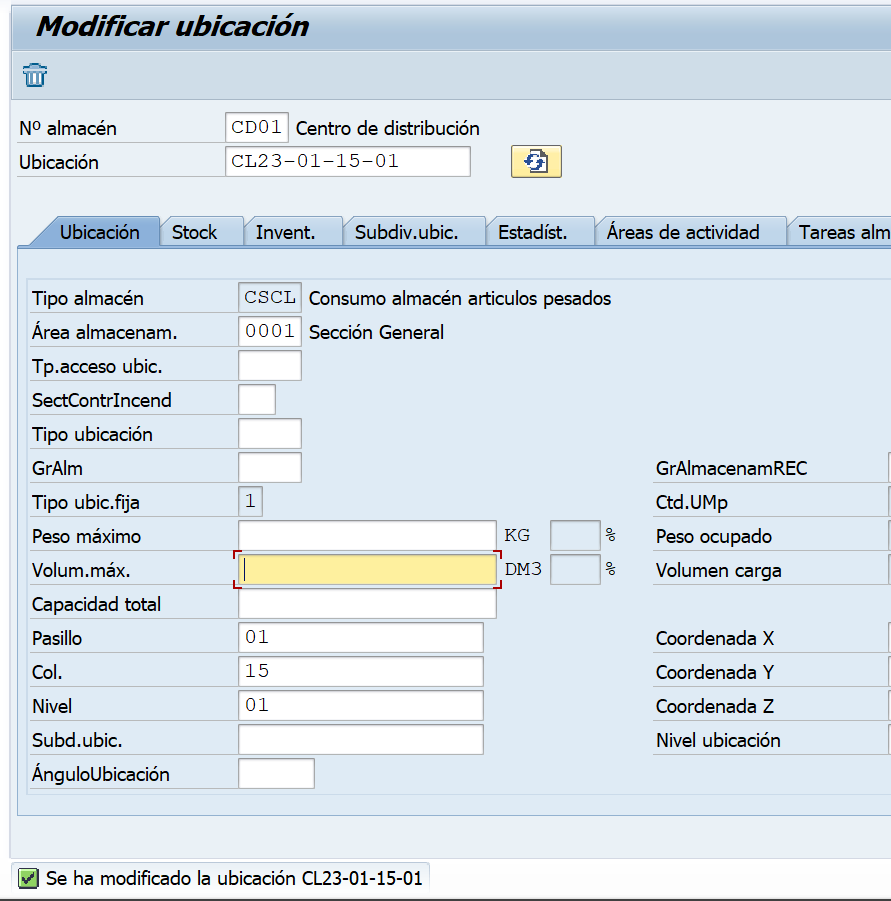 Modificar ubicación
Nº almacén CD01 Centro de distribución
Ubicación CL23-01-15-01
Ubicación Stock Invent. Subdiv.ubic. Estadíst. Áreas de actividad Tareas alm
Tipo almacén CSCL Consumo almacén articulos pesados
Área almacenam. 0001 Sección General
Tp.acceso ubic.
SectContrIncend
Tipo ubicación
GrAlm GrAlmacenamREC
Tipo ubic.fija 1 Ctd.UMp
Peso máximo KG % Peso ocupado
Volum.máx. DM3 % Volumen carga
Capacidad total
Pasillo 01 Coordenada X
Col. 15 Coordenada Y
Nivel 01 Coordenada Z
Subd.ubic. Nivel ubicación
ÁnguloUbicación
Se ha modificado la ubicación CL23-01-15-01